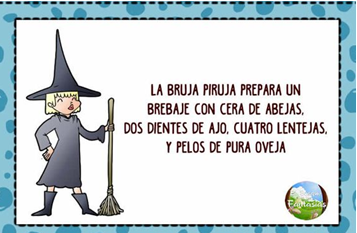 LA BRUJA PIRUJA PREPARA UN
BREBAJE CON CERA DE ABEJAS,
DOS DIENTES DE AJO, CUATRO LENTEJAS,
Y PELOS DE PURA OVEJA
Fantasías